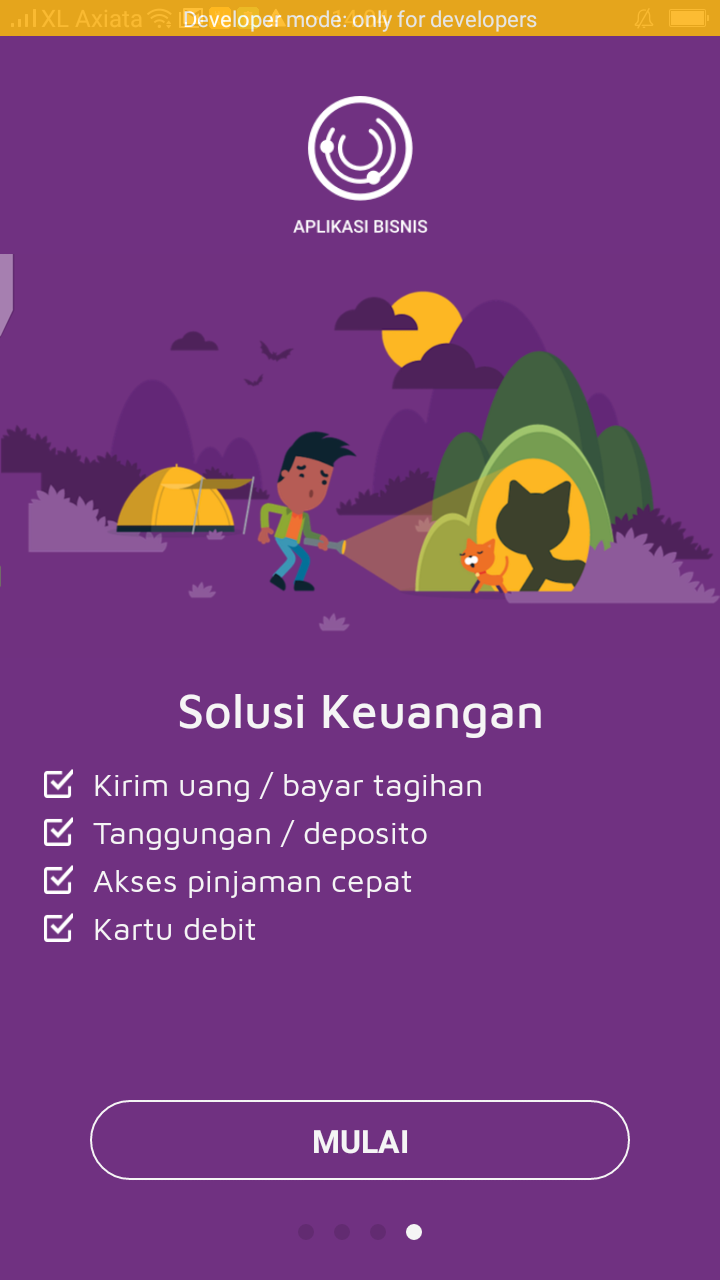 XL Axiata
Developer mode: only for developers
APLIKASI BISNIS
Solusi Keuangan
Kirim uang / bayar tagihan
Tanggungan / deposito
Akses pinjaman cepat
Kartu debit
MULAI